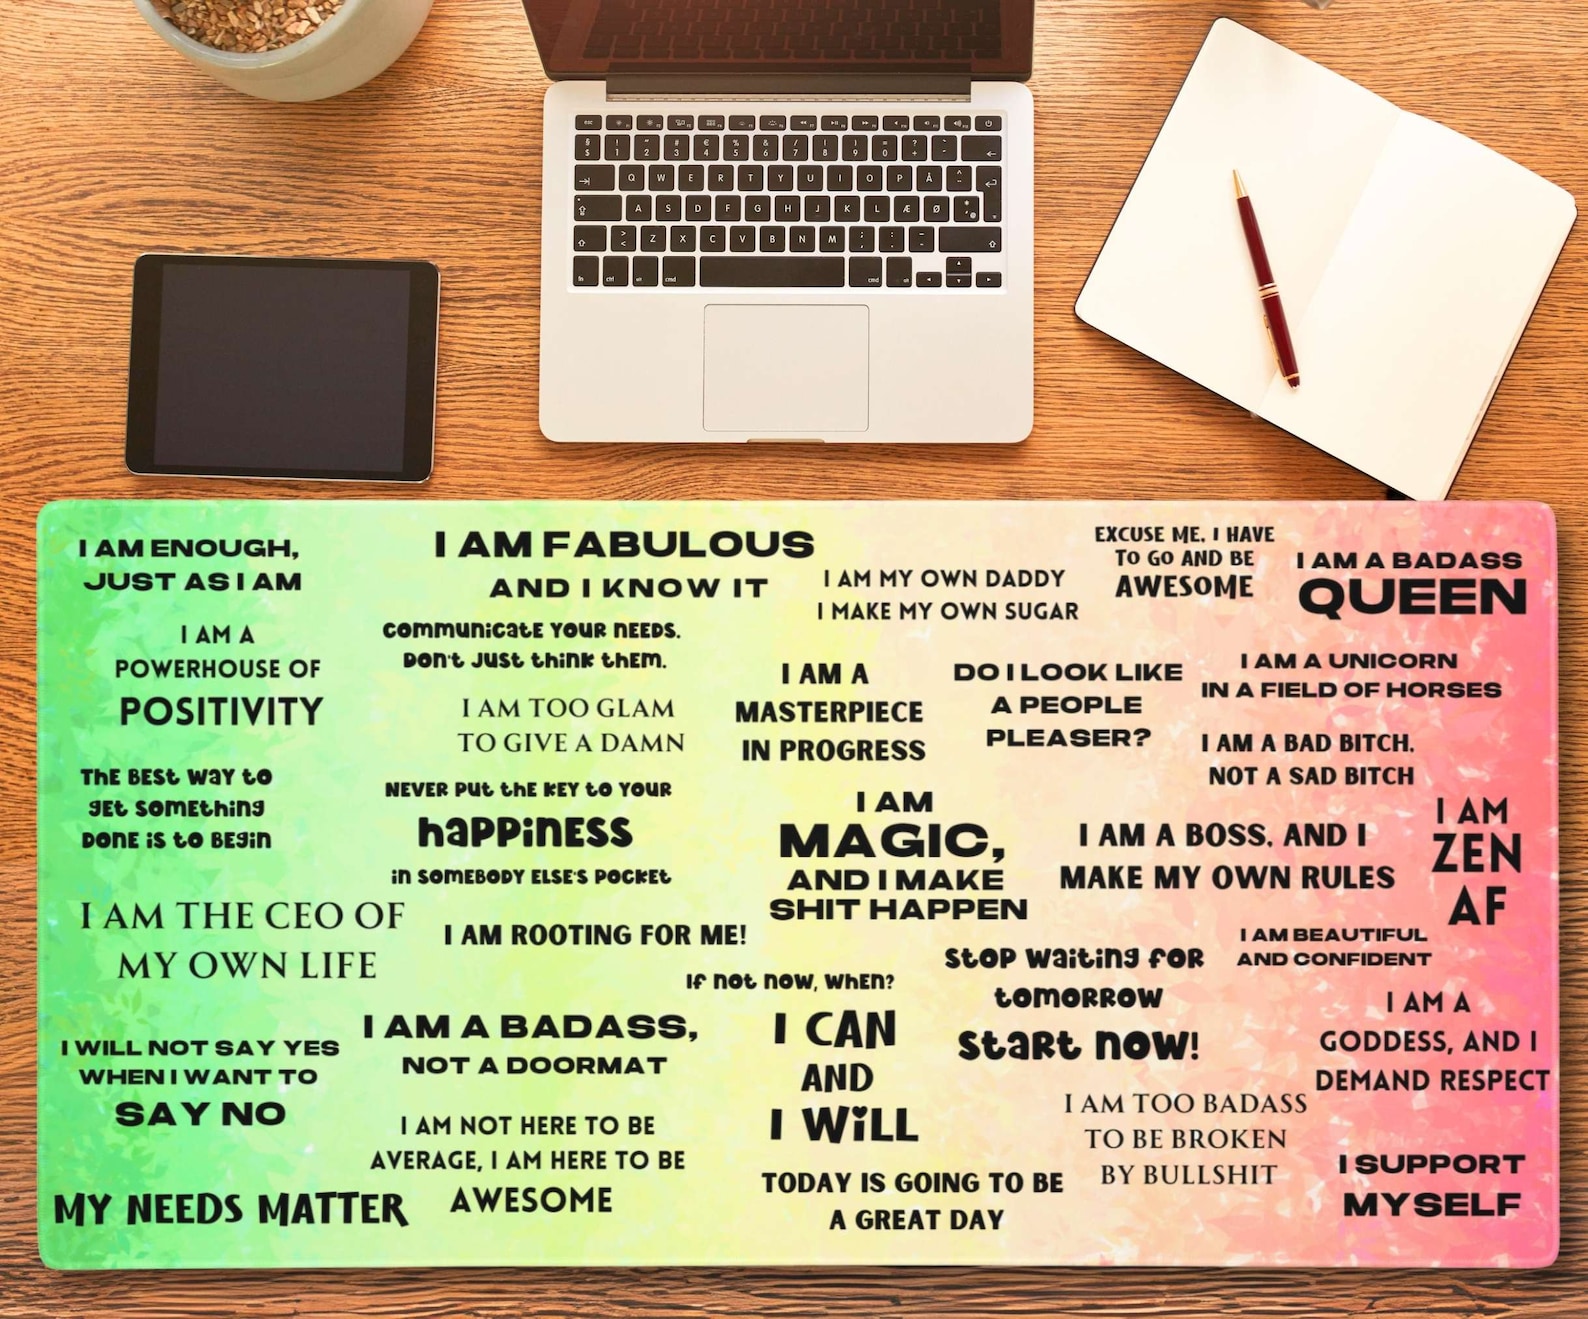 I AM ENOUGH,
JUST AS I AM
I AM FABULOUS
AND I KNOW IT
I AM MY OWN DADDY
I MAKE MY OWN SUGAR
EXCUSE ME, I HAVE
TO GO AND BE
AWESOME
I AM A BADASS
QUEEN
I AM A
POWERHOUSE OF
POSITIVITY
COMMUNICATE YOUR NEEDS.
DON'T JUST THINK THEM.
I AM TOO GLAM
TO GIVE A DAMN
I AM A
MASTERPIECE
IN PROGRESS
DO I LOOK LIKE
A PEOPLE
PLEASER?
I AM A UNICORN
IN A FIELD OF HORSES
I AM A BAD BITCH,
NOT A SAD BITCH
THE BEST WAY TO
GET SOMETHING
DONE IS TO BEGIN
NEVER PUT THE KEY TO YOUR
HAPPINESS
IN SOMEBODY ELSE'S POCKET
I AM
MAGIC,
AND I MAKE
SHIT HAPPEN
I AM A BOSS, AND I
MAKE MY OWN RULES
I AM
ZEN
AF
I AM THE CEO OF
MY OWN LIFE
I AM ROOTING FOR ME!
IF NOT NOW, WHEN?
STOP WAITING FOR
TOMORROW
START NOW!
I AM BEAUTIFUL
AND CONFIDENT
I WILL NOT SAY YES
WHEN I WANT TO
SAY NO
I AM A BADASS,
NOT A DOORMAT
I CAN
AND
I WILL
I AM A
GODDESS, AND I
DEMAND RESPECT
I AM NOT HERE TO BE
AVERAGE, I AM HERE TO BE
AWESOME
I AM TOO BADASS
TO BE BROKEN
BY BULLSHIT
MY NEEDS MATTER
TODAY IS GOING TO BE
A GREAT DAY
I SUPPORT
MYSELF